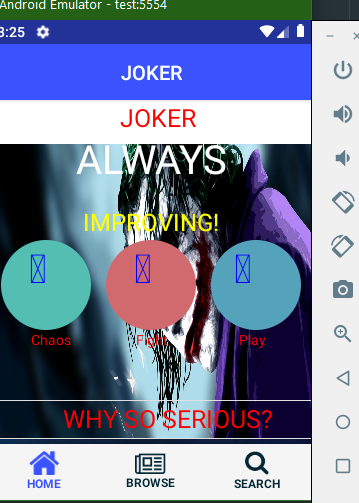 Android Emulator - test:5554
3:25
JOKER
JOKER
ALWAYS
IMPROVING!
Chaos Fight Play
WHY SO SERIOUS?
HOME BROWSE SEARCH